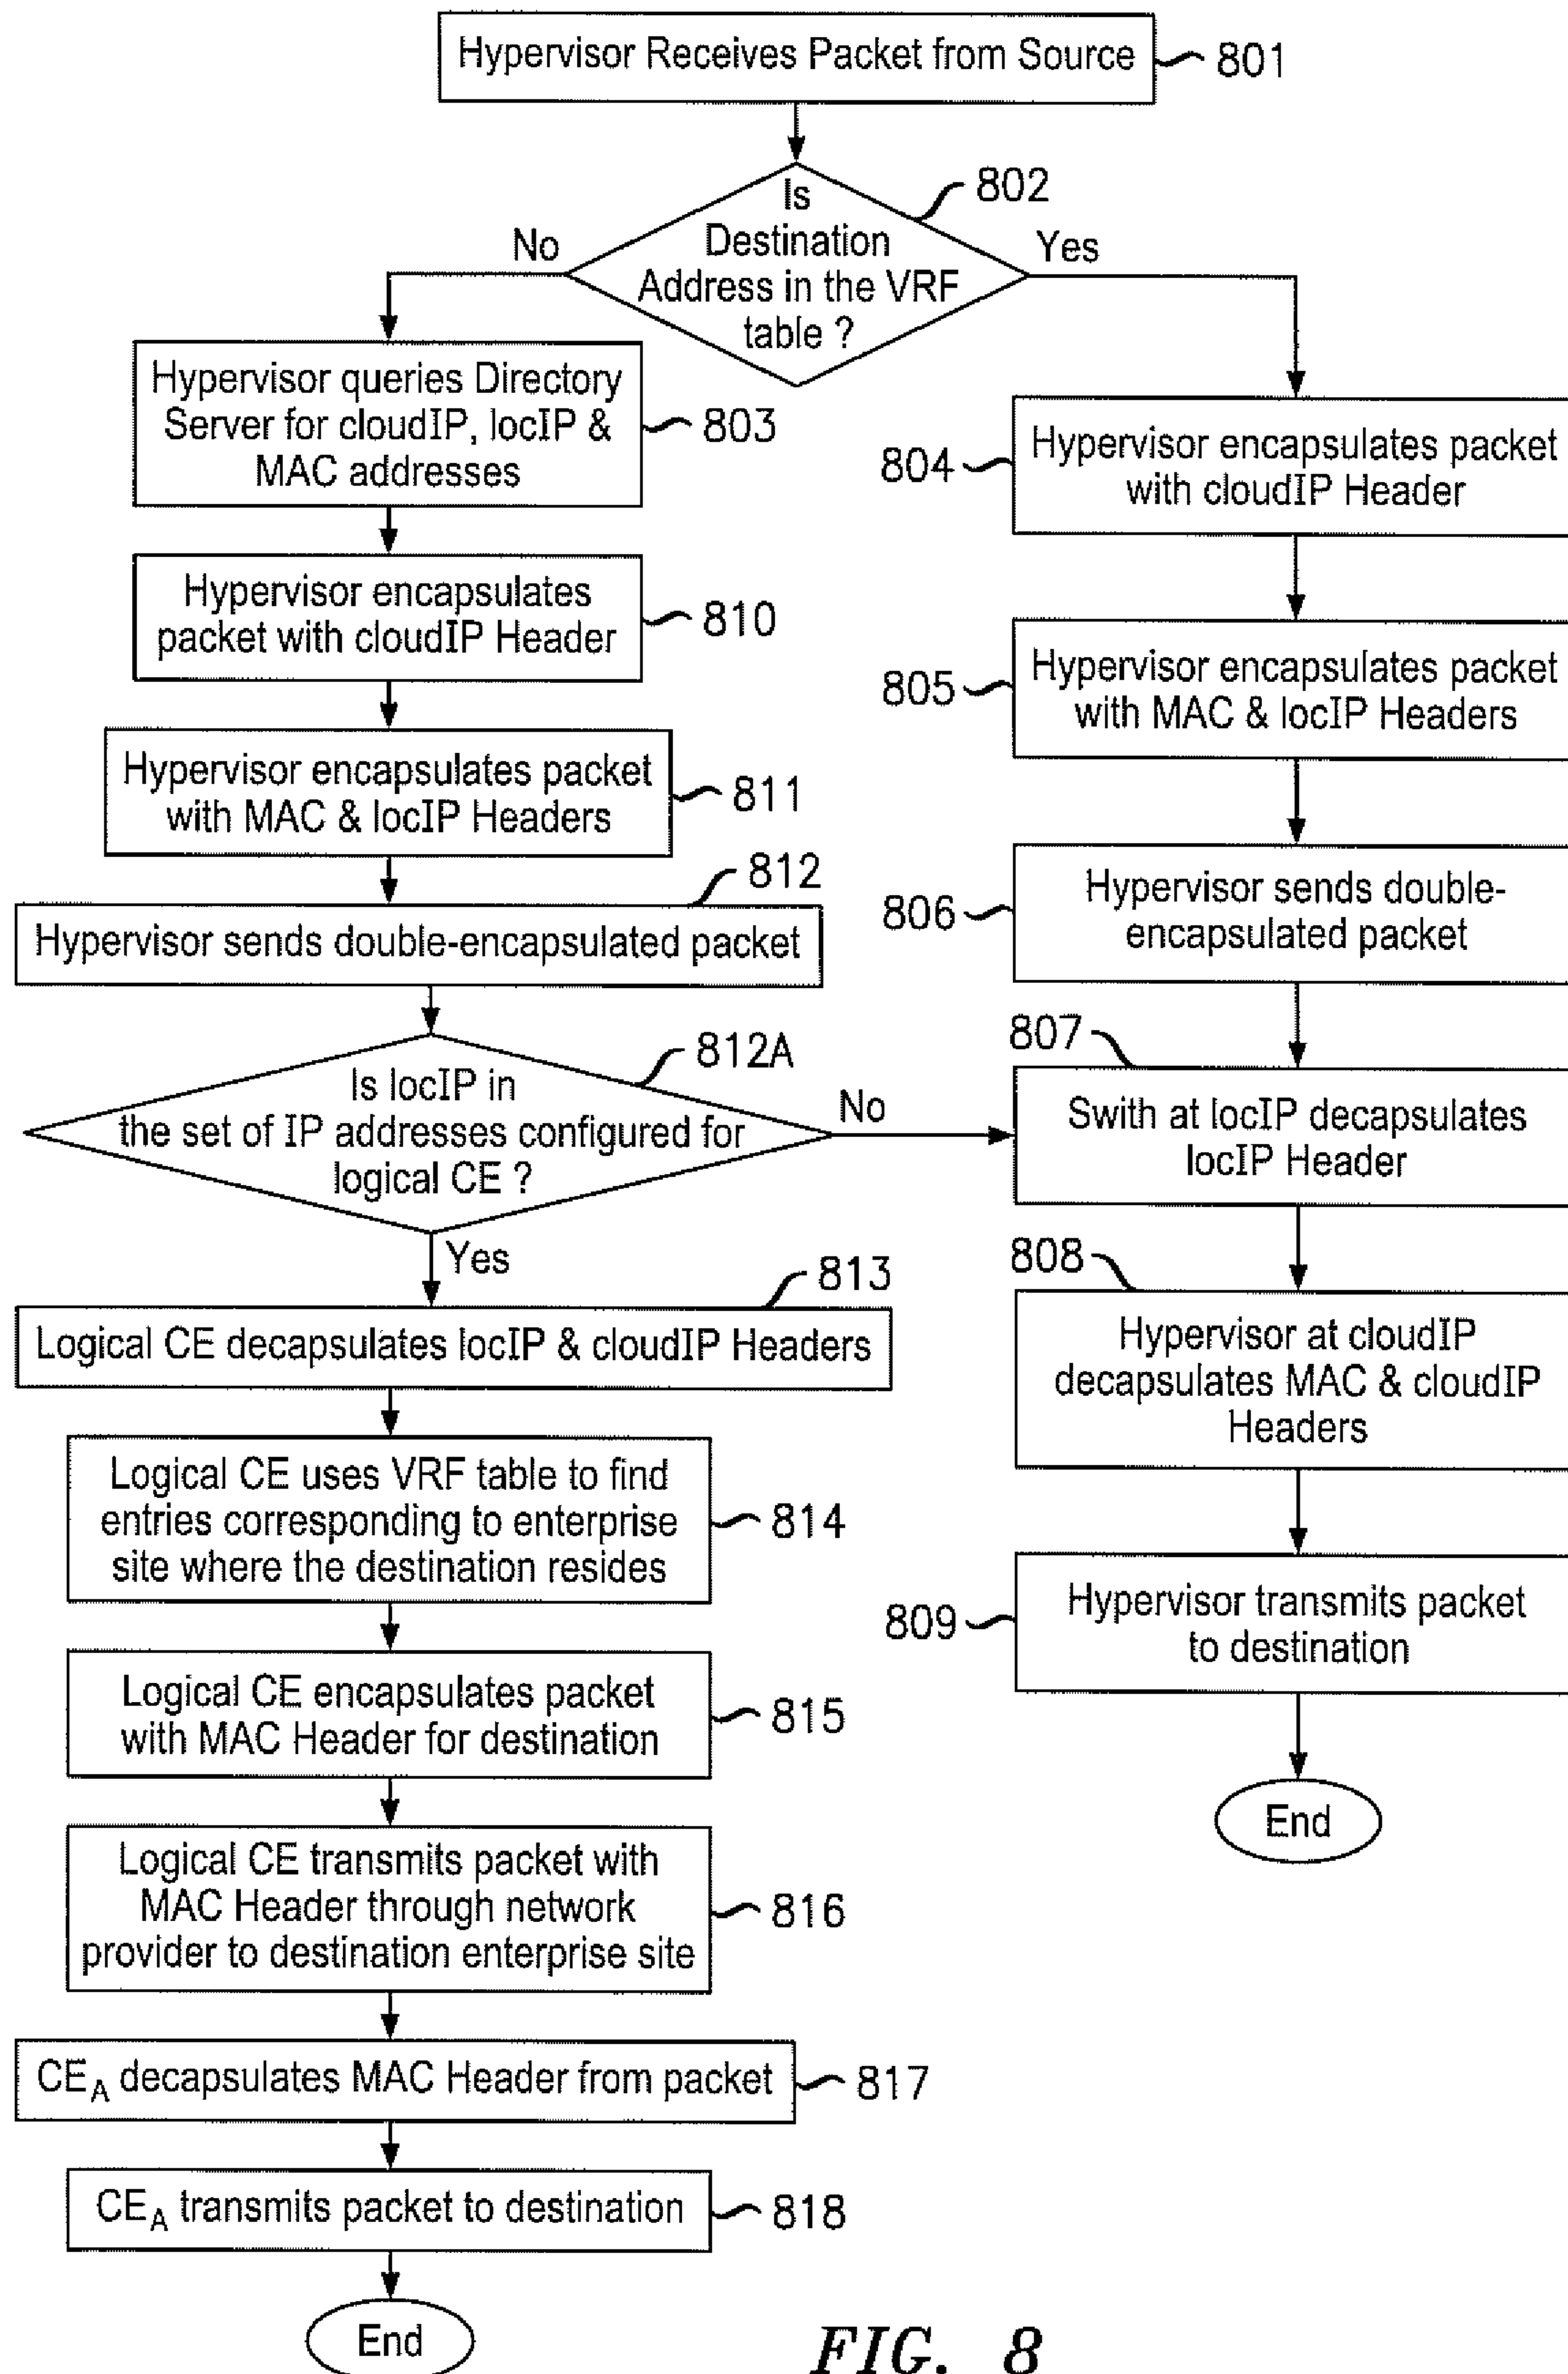 Hypervisor Receives Packet from Source
801
Is
Destination
Address in the VRF
table ?
802
No
Yes
Hypervisor queries Directory
Server for cloudIP, locIP &
MAC addresses
803
Hypervisor encapsulates packet
with cloudIP Header
804
Hypervisor encapsulates
packet with cloudIP Header
810
Hypervisor encapsulates packet
with MAC & locIP Headers
805
Hypervisor encapsulates packet
with MAC & locIP Headers
811
Hypervisor sends double-
encapsulated packet
806
812
Hypervisor sends double-encapsulated packet
Is locIP in
the set of IP addresses configured for
logical CE ?
812A
No
Yes
807
Swith at locIP decapsulates
locIP Header
808
Hypervisor at cloudIP
decapsulates MAC & cloudIP
Headers
813
Logical CE decapsulates locIP & cloudIP Headers
Logical CE uses VRF table to find
entries corresponding to enterprise
site where the destination resides
814
Hypervisor transmits packet
to destination
809
Logical CE encapsulates packet
with MAC Header for destination
815
End
Logical CE transmits packet with
MAC Header through network
provider to destination enterprise site
816
CEA decapsulates MAC Header from packet
817
CEA transmits packet to destination
818
End
FIG. 8